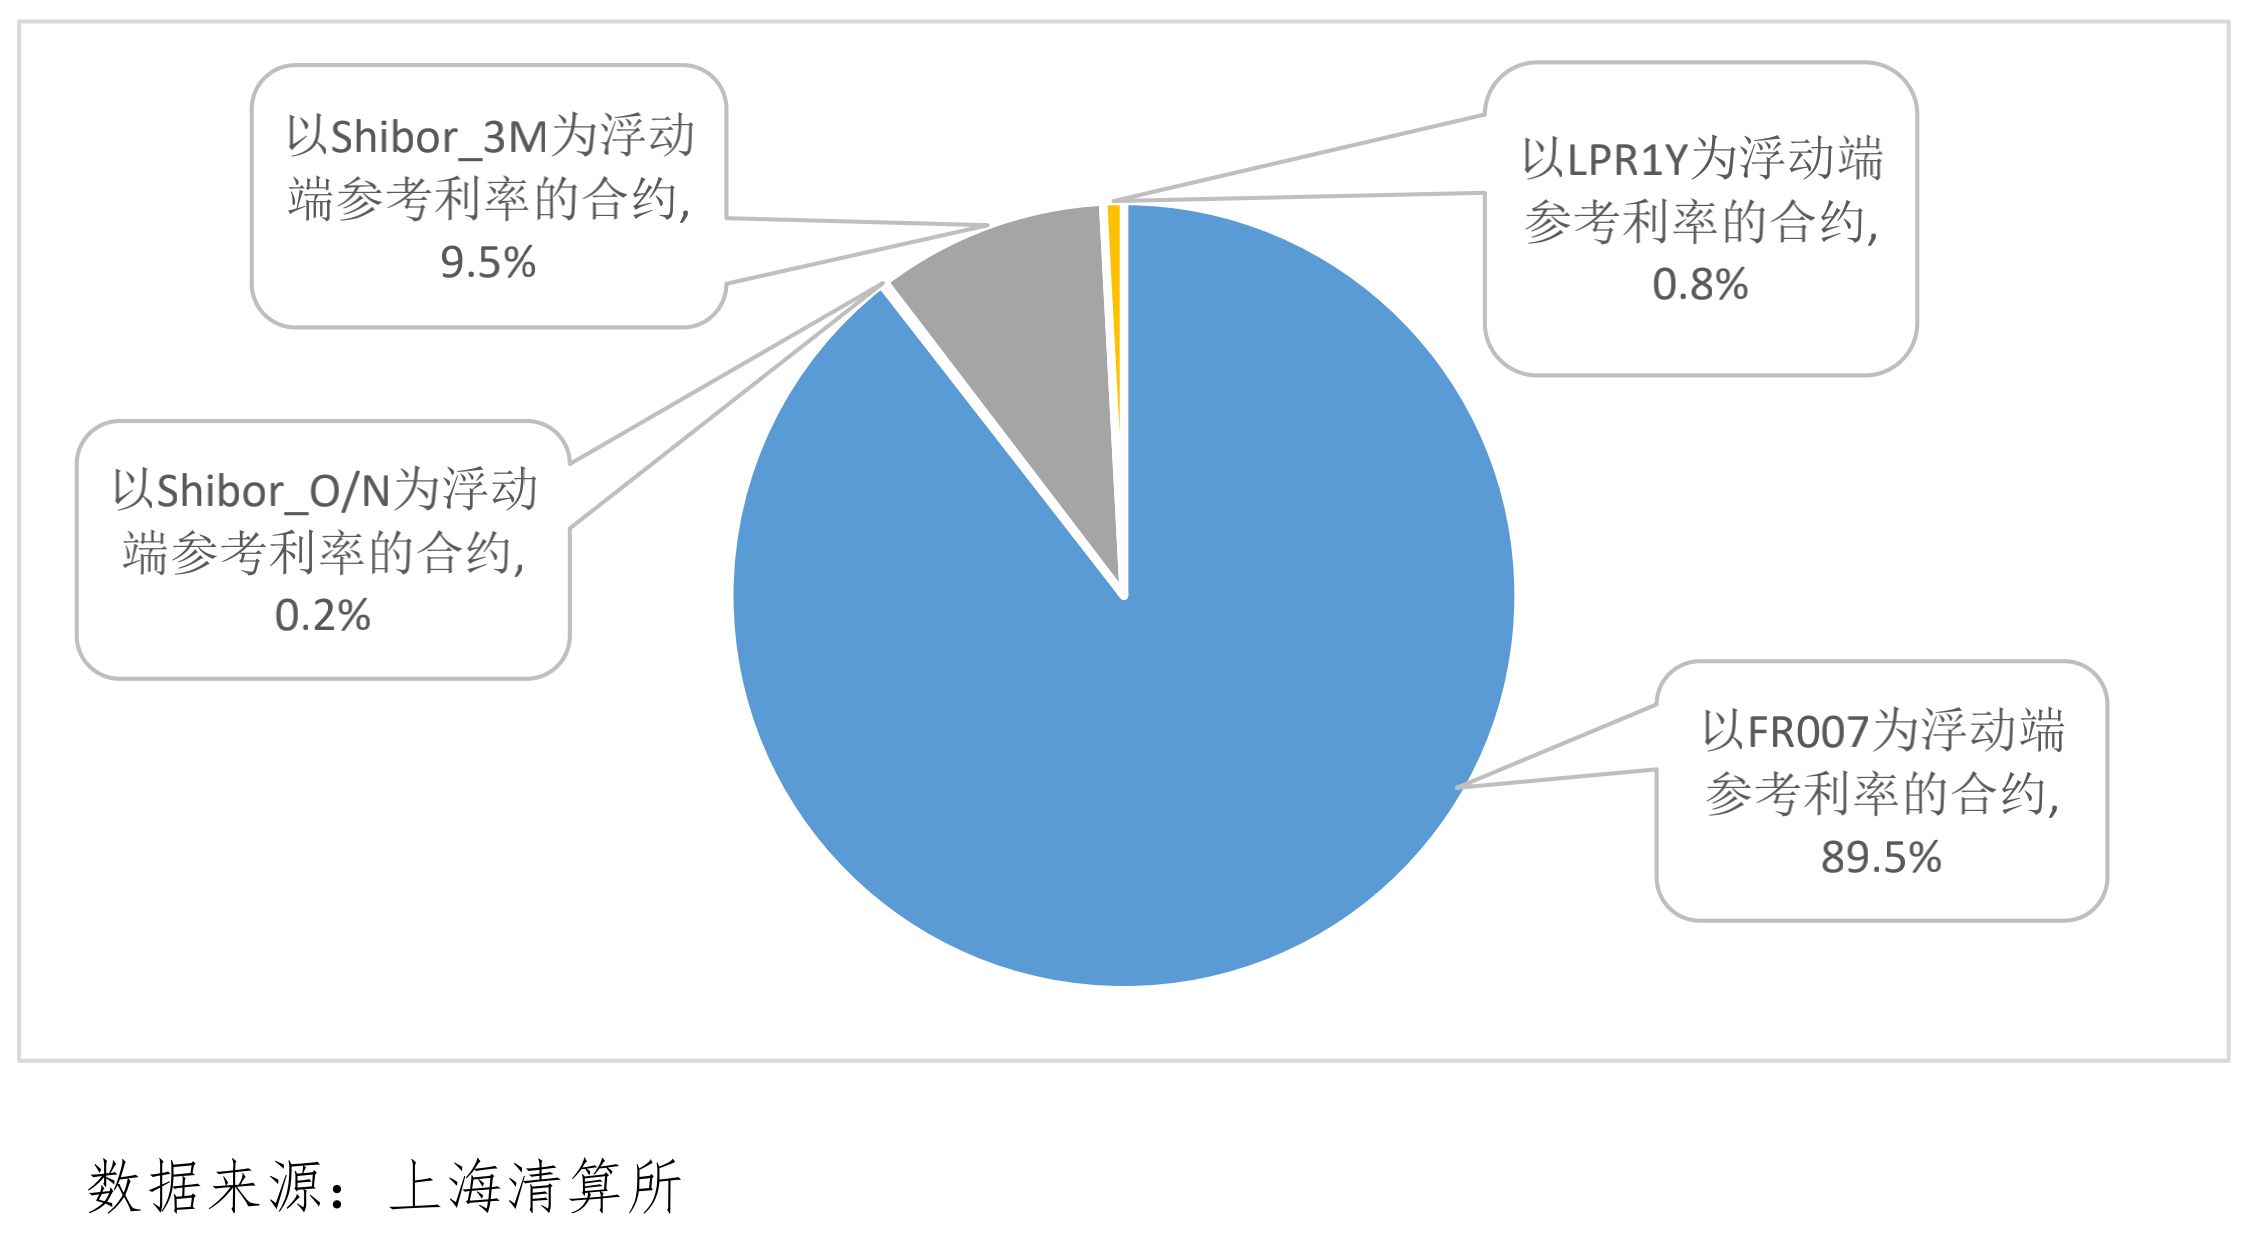 以Shibor_3M为浮动
端参考利率的合约,
9.5%
以LPR1Y为浮动端
参考利率的合约,
0.8%
以Shibor_O/N为浮动
端参考利率的合约,
0.2%
以FR007为浮动端
参考利率的合约,
89.5%
数据来源：上海清算所